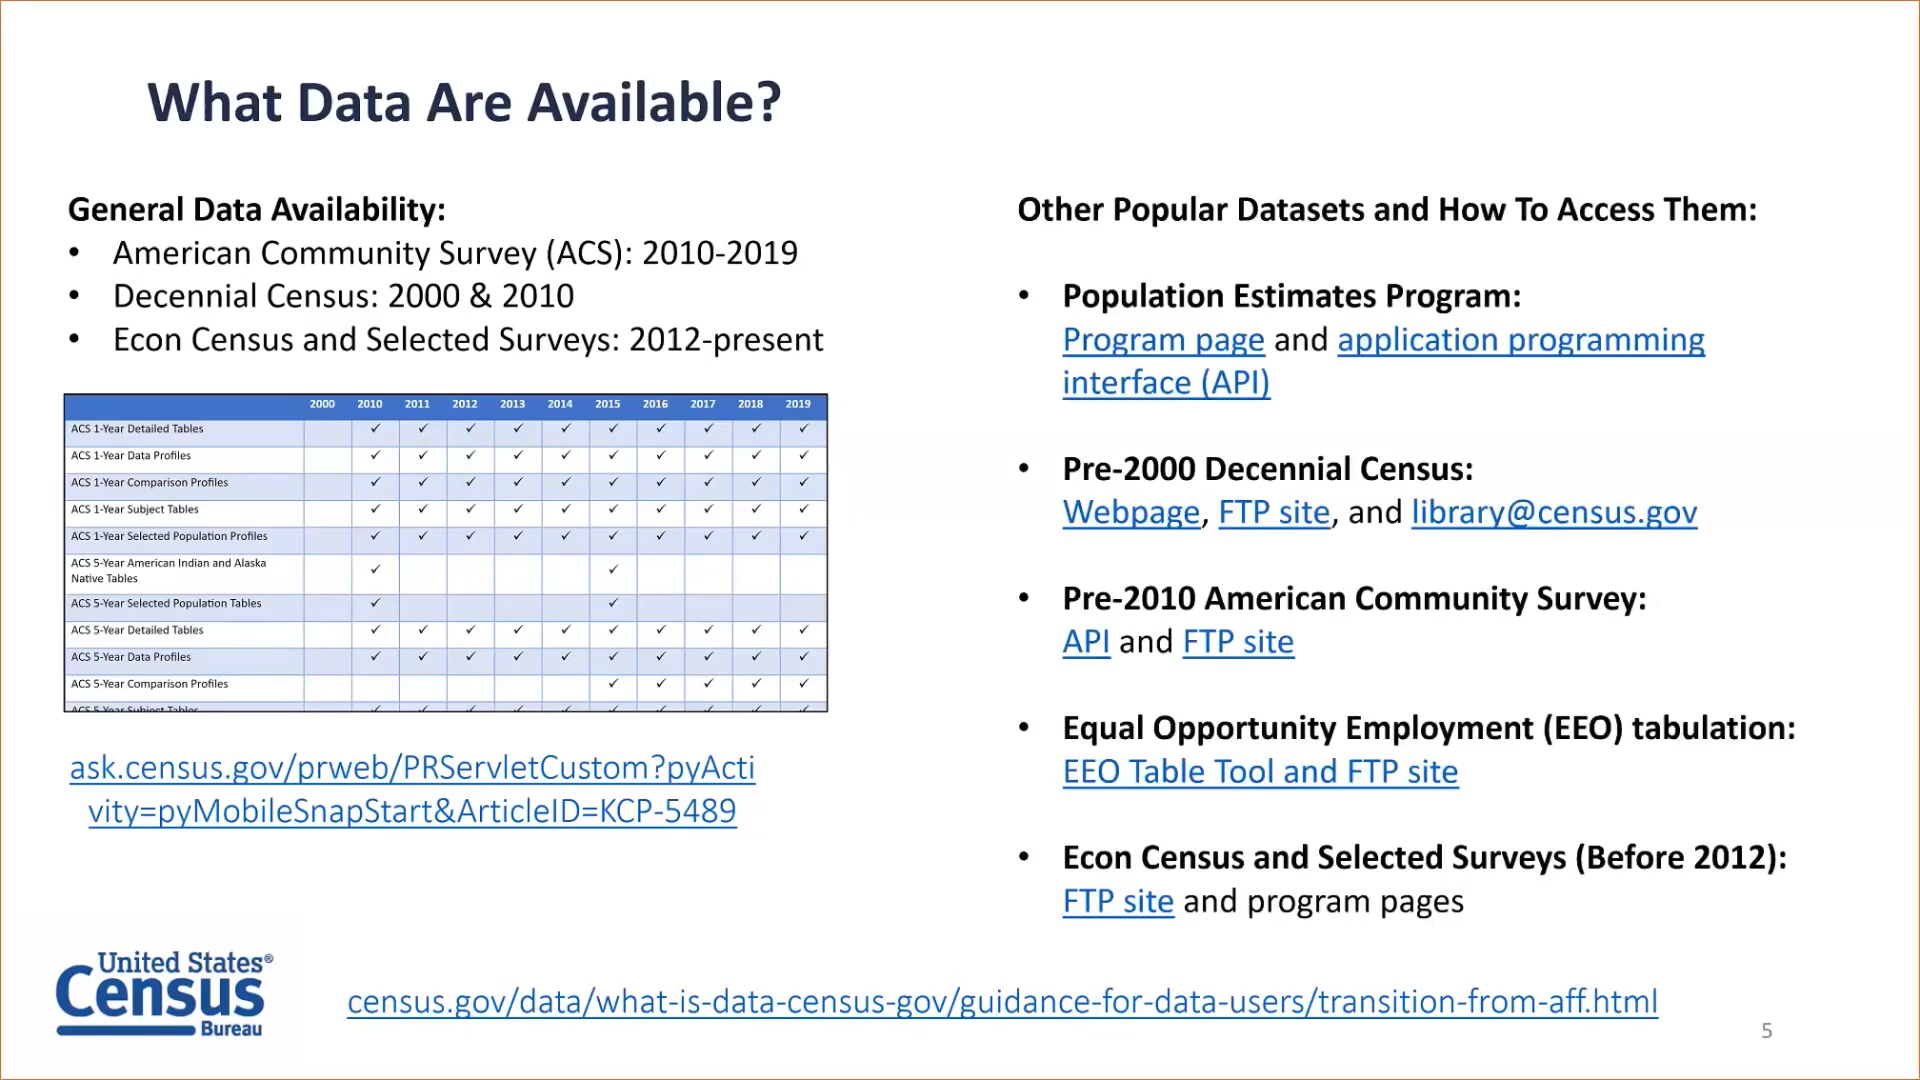 What Data Are Available?
General Data Availability:
• American Community Survey (ACS): 2010-2019
• Decennial Census: 2000 & 2010
• Econ Census and Selected Surveys: 2012-present
2000 2010 2011 2012 2013 2014 2015 2016 2017 2018 2019
ACS 1-Year Detailed Tables ✓ ✓ ✓ ✓ ✓ ✓ ✓ ✓ ✓ ✓
ACS 1-Year Data Profiles ✓ ✓ ✓ ✓ ✓ ✓ ✓ ✓ ✓ ✓
ACS 1-Year Comparison Profiles ✓ ✓ ✓ ✓ ✓ ✓ ✓ ✓ ✓ ✓
ACS 1-Year Subject Tables ✓ ✓ ✓ ✓ ✓ ✓ ✓ ✓ ✓ ✓
ACS 1-Year Selected Population Profiles ✓ ✓ ✓ ✓ ✓ ✓ ✓ ✓ ✓ ✓
ACS 5-Year American Indian and Alaska
Native Tables ✓ ✓
ACS 5-Year Selected Population Tables ✓ ✓
ACS 5-Year Detailed Tables ✓ ✓ ✓ ✓ ✓ ✓ ✓ ✓ ✓ ✓
ACS 5-Year Data Profiles ✓ ✓ ✓ ✓ ✓ ✓ ✓ ✓ ✓ ✓
ACS 5-Year Comparison Profiles ✓ ✓ ✓ ✓ ✓
ACS 5-Year Subject Tables ✓ ✓ ✓ ✓ ✓ ✓ ✓ ✓ ✓ ✓
ask.census.gov/prweb/PRServletCustom?pyActi
vity=pyMobileSnapStart&ArticleID=KCP-5489
Other Popular Datasets and How To Access Them:
• Population Estimates Program:
Program page and application programming
interface (API)
• Pre-2000 Decennial Census:
Webpage, FTP site, and library@census.gov
• Pre-2010 American Community Survey:
API and FTP site
• Equal Opportunity Employment (EEO) tabulation:
EEO Table Tool and FTP site
• Econ Census and Selected Surveys (Before 2012):
FTP site and program pages
United States®
Census
Bureau
census.gov/data/what-is-data-census-gov/guidance-for-data-users/transition-from-aff.html
5